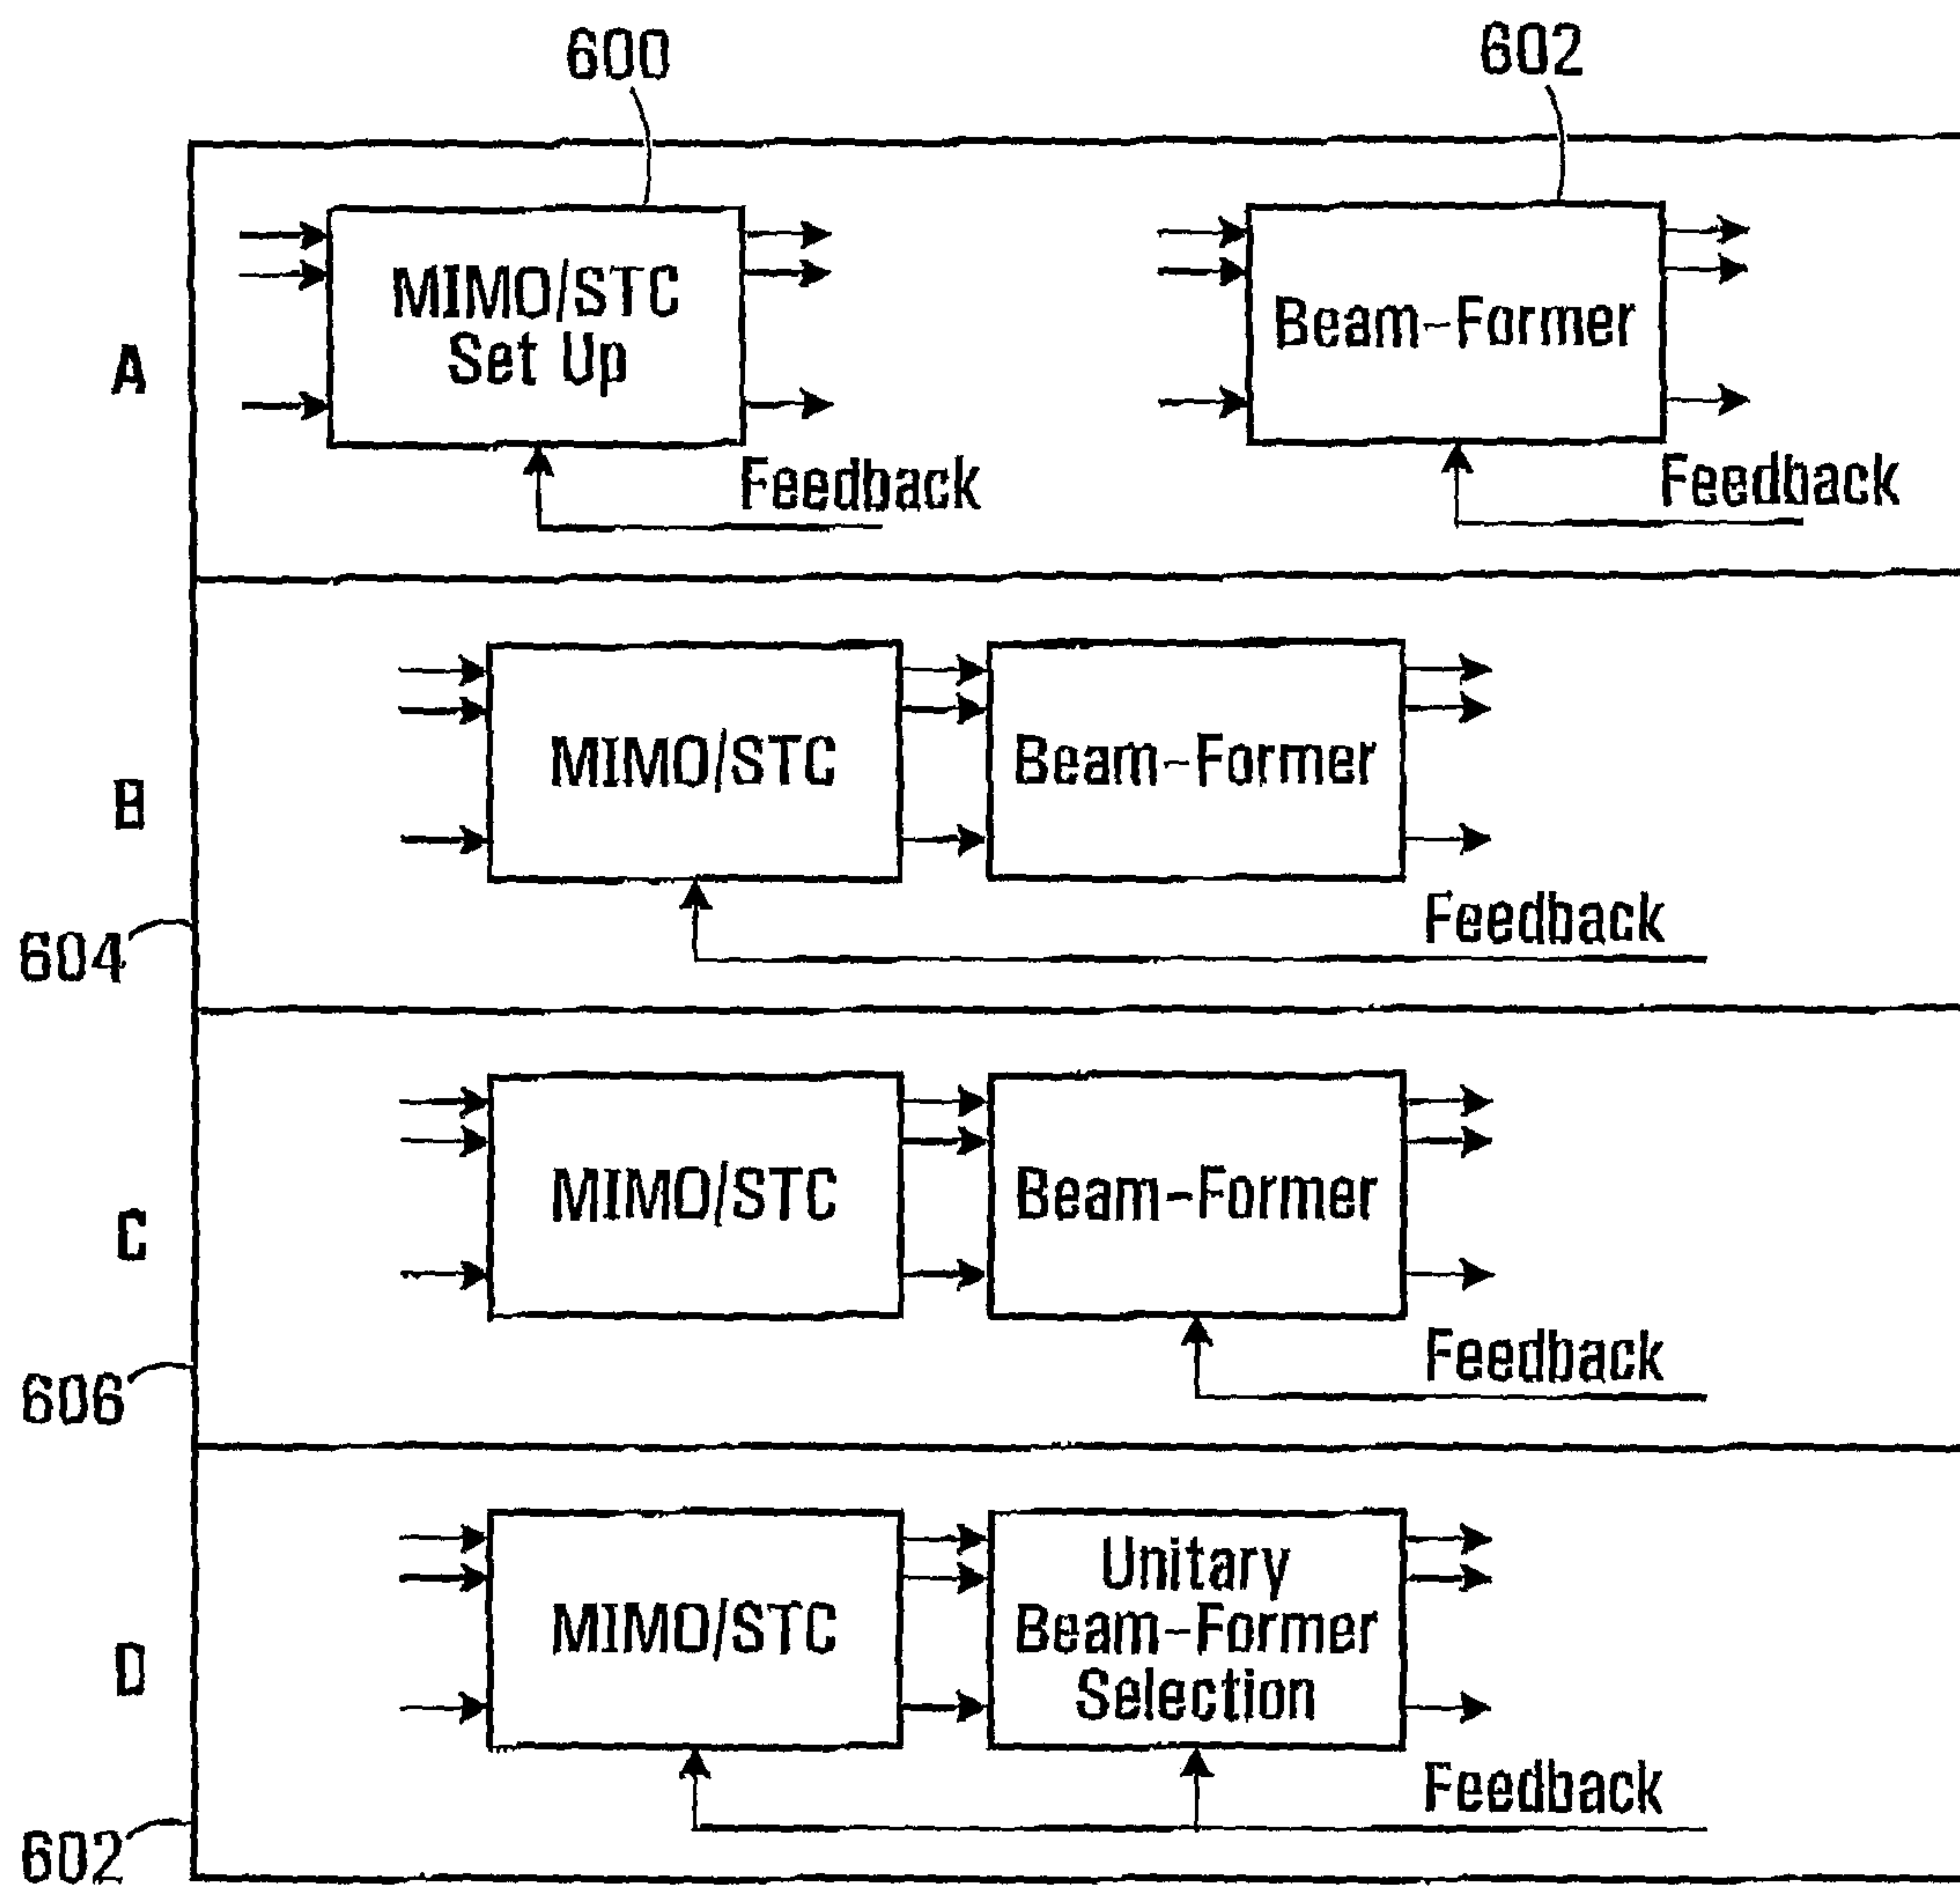 600
602
A
MIMO/STC
Set Up
Beam-Former
Feedback
Feedback
B
MIMO/STC
Beam-Former
Feedback
604
C
MIMO/STC
Beam-Former
Feedback
606
D
MIMO/STC
Unitary
Beam-Former
Selection
Feedback
602